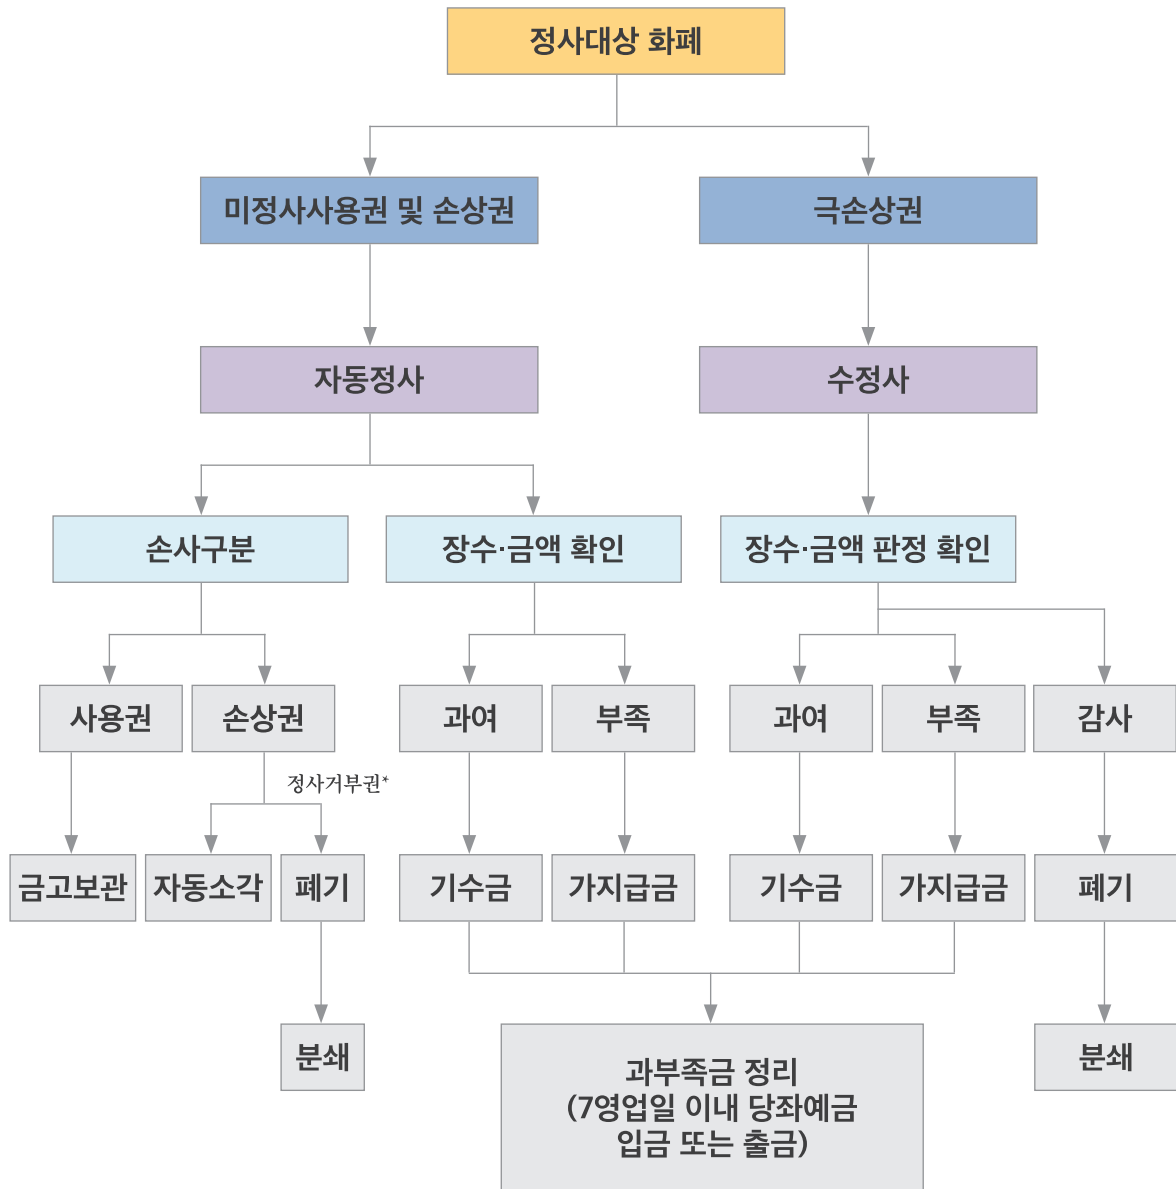 정사대상 화폐
미정사사용권 및 손상권
극손상권
자동정사
수정사
손사구분
장수·금액 확인
장수·금액 판정 확인
사용권
손상권
과여
부족
과여
부족
감사
정사거부권*
금고보관
자동소각
폐기
기수금
가지급금
기수금
가지급금
폐기
분쇄
과부족금 정리
(7영업일 이내 당좌예금
입금 또는 출금)
분쇄